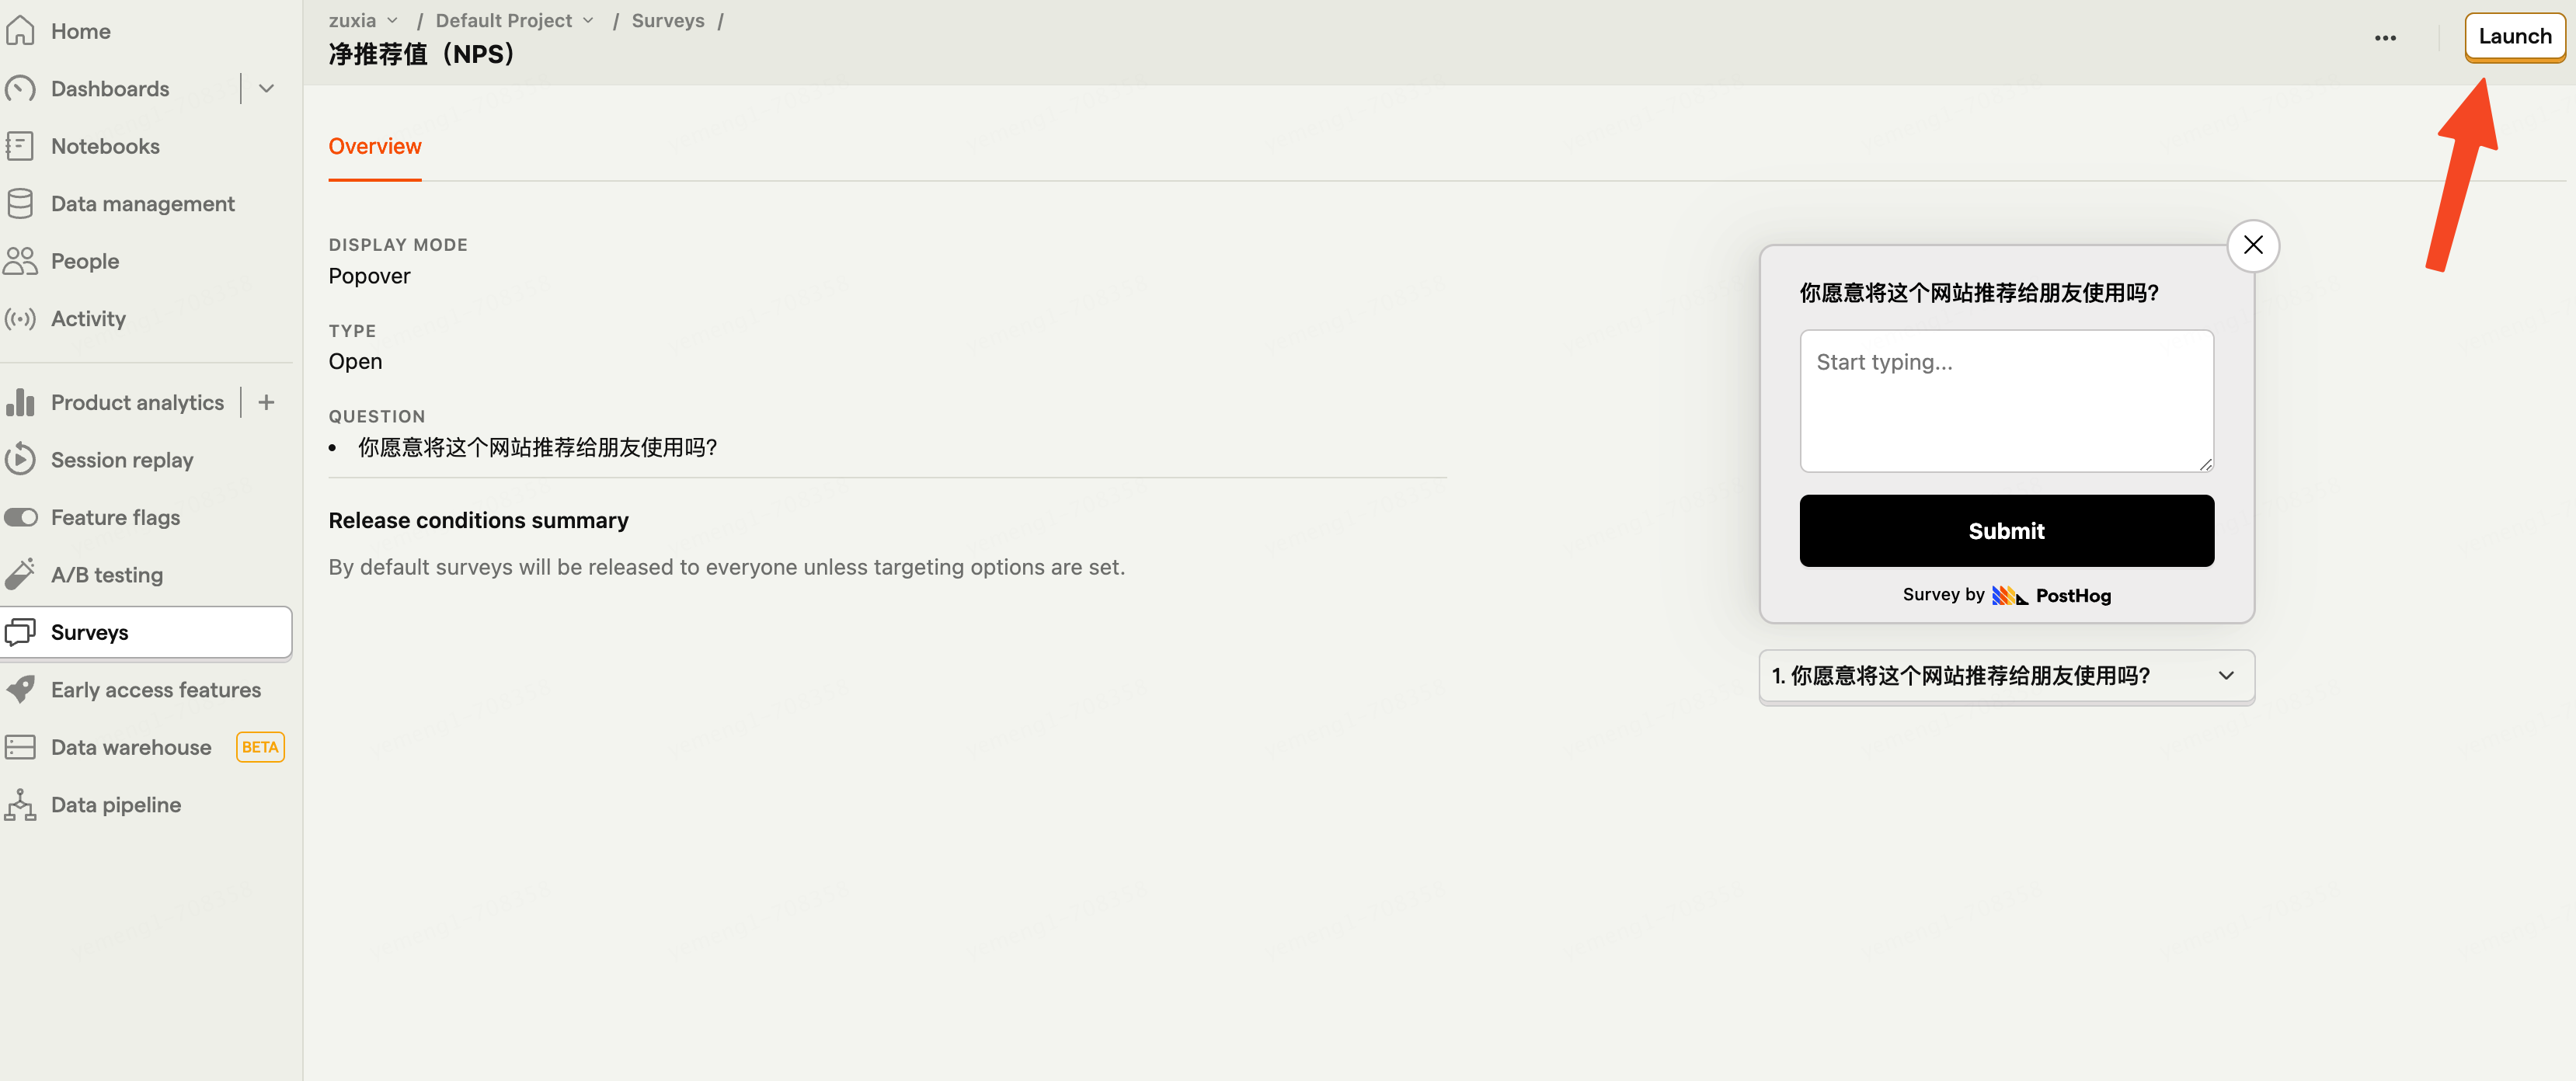 Home
Dashboards
Notebooks
Data management
People
Activity
Product analytics
Session replay
Feature flags
A/B testing
Surveys
Early access features
Data warehouse BETA
Data pipeline
zuxia / Default Project / Surveys /
净推荐值（NPS）
Launch
Overview
DISPLAY MODE
Popover
TYPE
Open
QUESTION
• 你愿意将这个网站推荐给朋友使用吗?
Release conditions summary
By default surveys will be released to everyone unless targeting options are set.
你愿意将这个网站推荐给朋友使用吗?
Start typing...
Submit
Survey by PostHog
1. 你愿意将这个网站推荐给朋友使用吗?